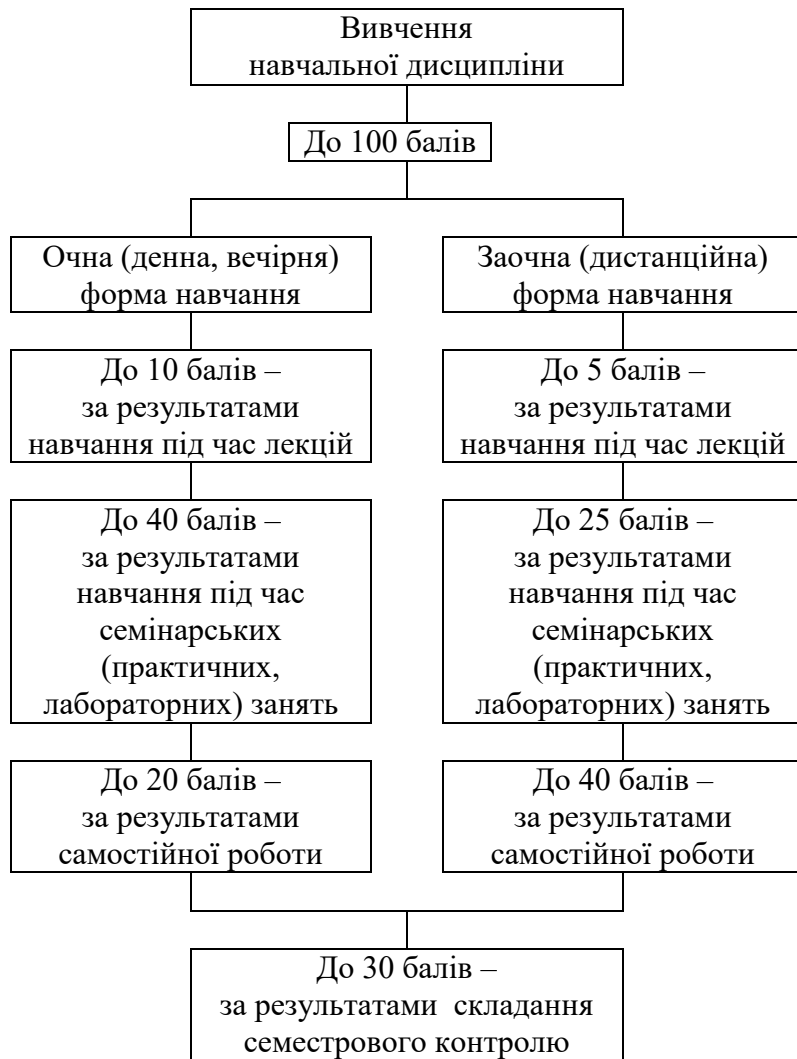 Вивчення
навчальної дисципліни
До 100 балів
Очна (денна, вечірня)
форма навчання
Заочна (дистанційна)
форма навчання
До 10 балів –
за результатами
навчання під час лекцій
До 5 балів –
за результатами
навчання під час лекцій
До 40 балів –
за результатами
навчання під час
семінарських
(практичних,
лабораторних) занять
До 25 балів –
за результатами
навчання під час
семінарських
(практичних,
лабораторних) занять
До 20 балів –
за результатами
самостійної роботи
До 40 балів –
за результатами
самостійної роботи
До 30 балів –
за результатами складання
семестрового контролю